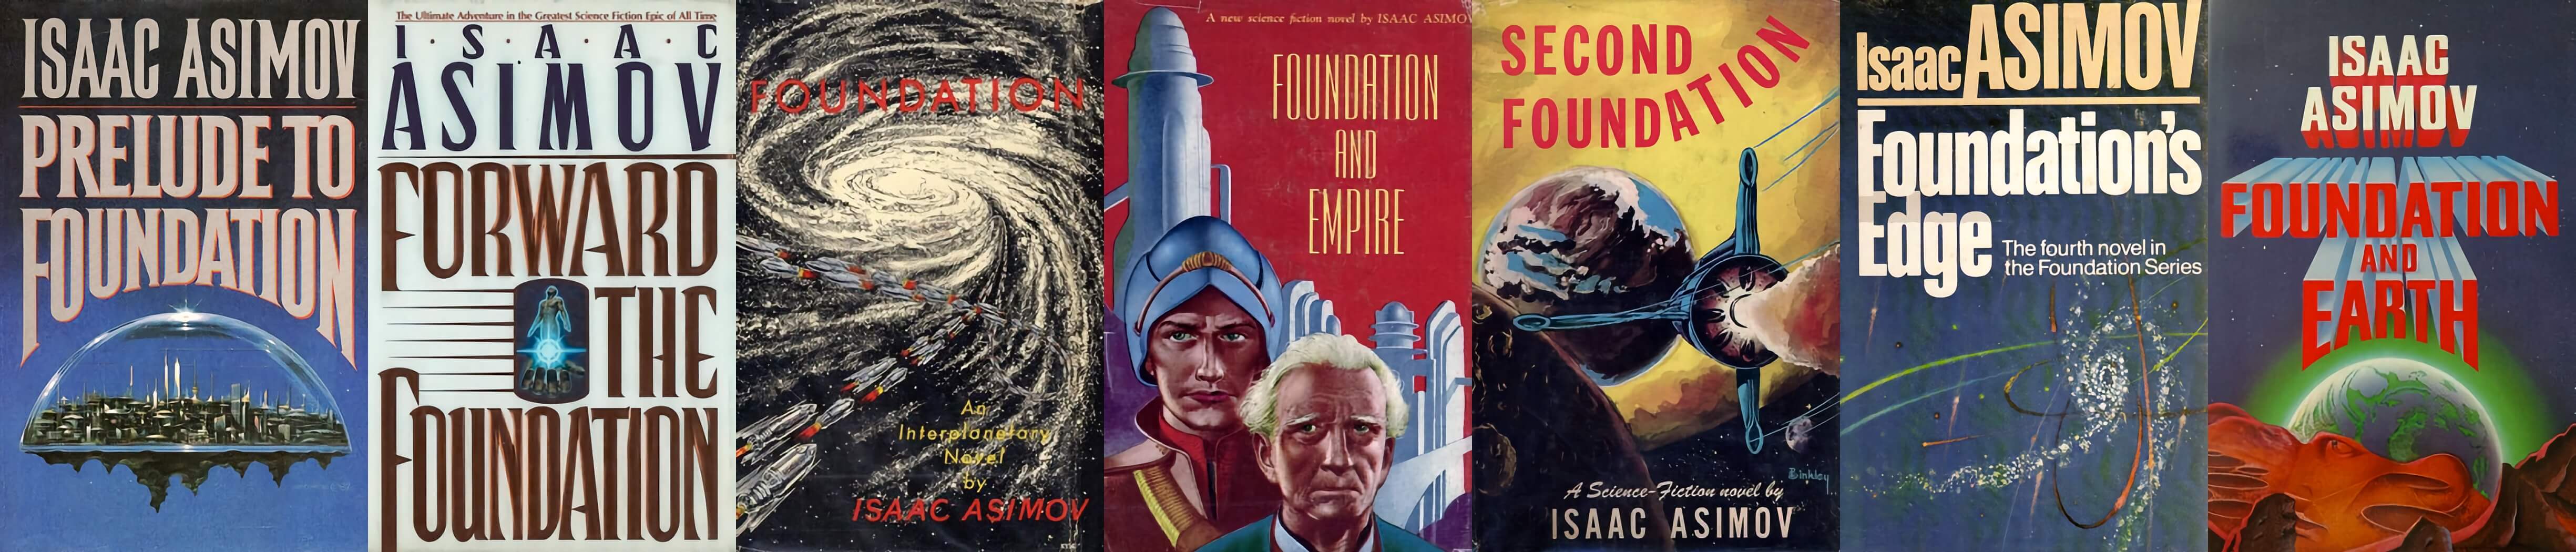 ISAAC ASIMOV
PRELUDE TO
FOUNDATION
The Ultimate Adventure in the Greatest Science Fiction Epic of All Time
I·S·A·A·C
ASIMOV
FORWARD
THE
FOUNDATION
FOUNDATION
An
Interplanetary
Novel
by
ISAAC ASIMOV
A new science fiction novel by ISAAC ASIMO
FOUNDATION
AND
EMPIRE
SECOND
FOUNDATION
Binkley
A Science-Fiction novel by
ISAAC ASIMOV
Isaac ASIMOV
Foundation's
Edge
The fourth novel in
the Foundation Series
ISAAC
ASIMOV
FOUNDATION
AND
EARTH